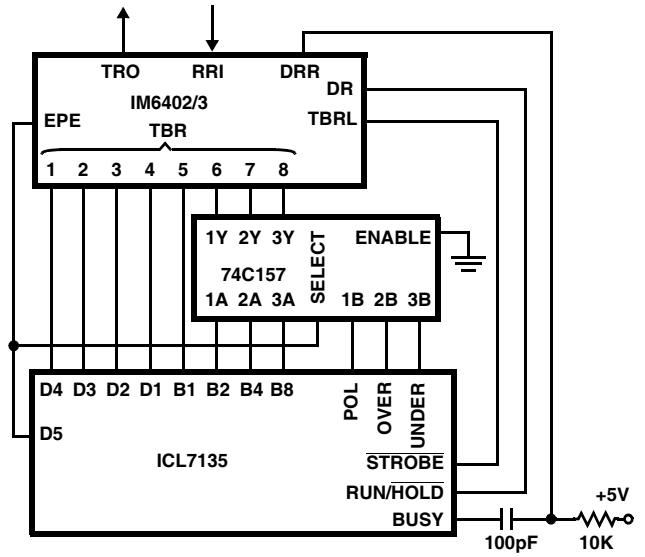 TRO RRI DRR
DR
IM6402/3
TBRL
EPE
TBR
1 2 3 4 5 6 7 8
1Y 2Y 3Y SELECT ENABLE
74C157
1A 2A 3A 1B 2B 3B
D4 D3 D2 D1 B1 B2 B4 B8 POL OVER UNDER
D5
ICL7135
STROBE
RUN/HOLD
+5V
BUSY
100pF 10K